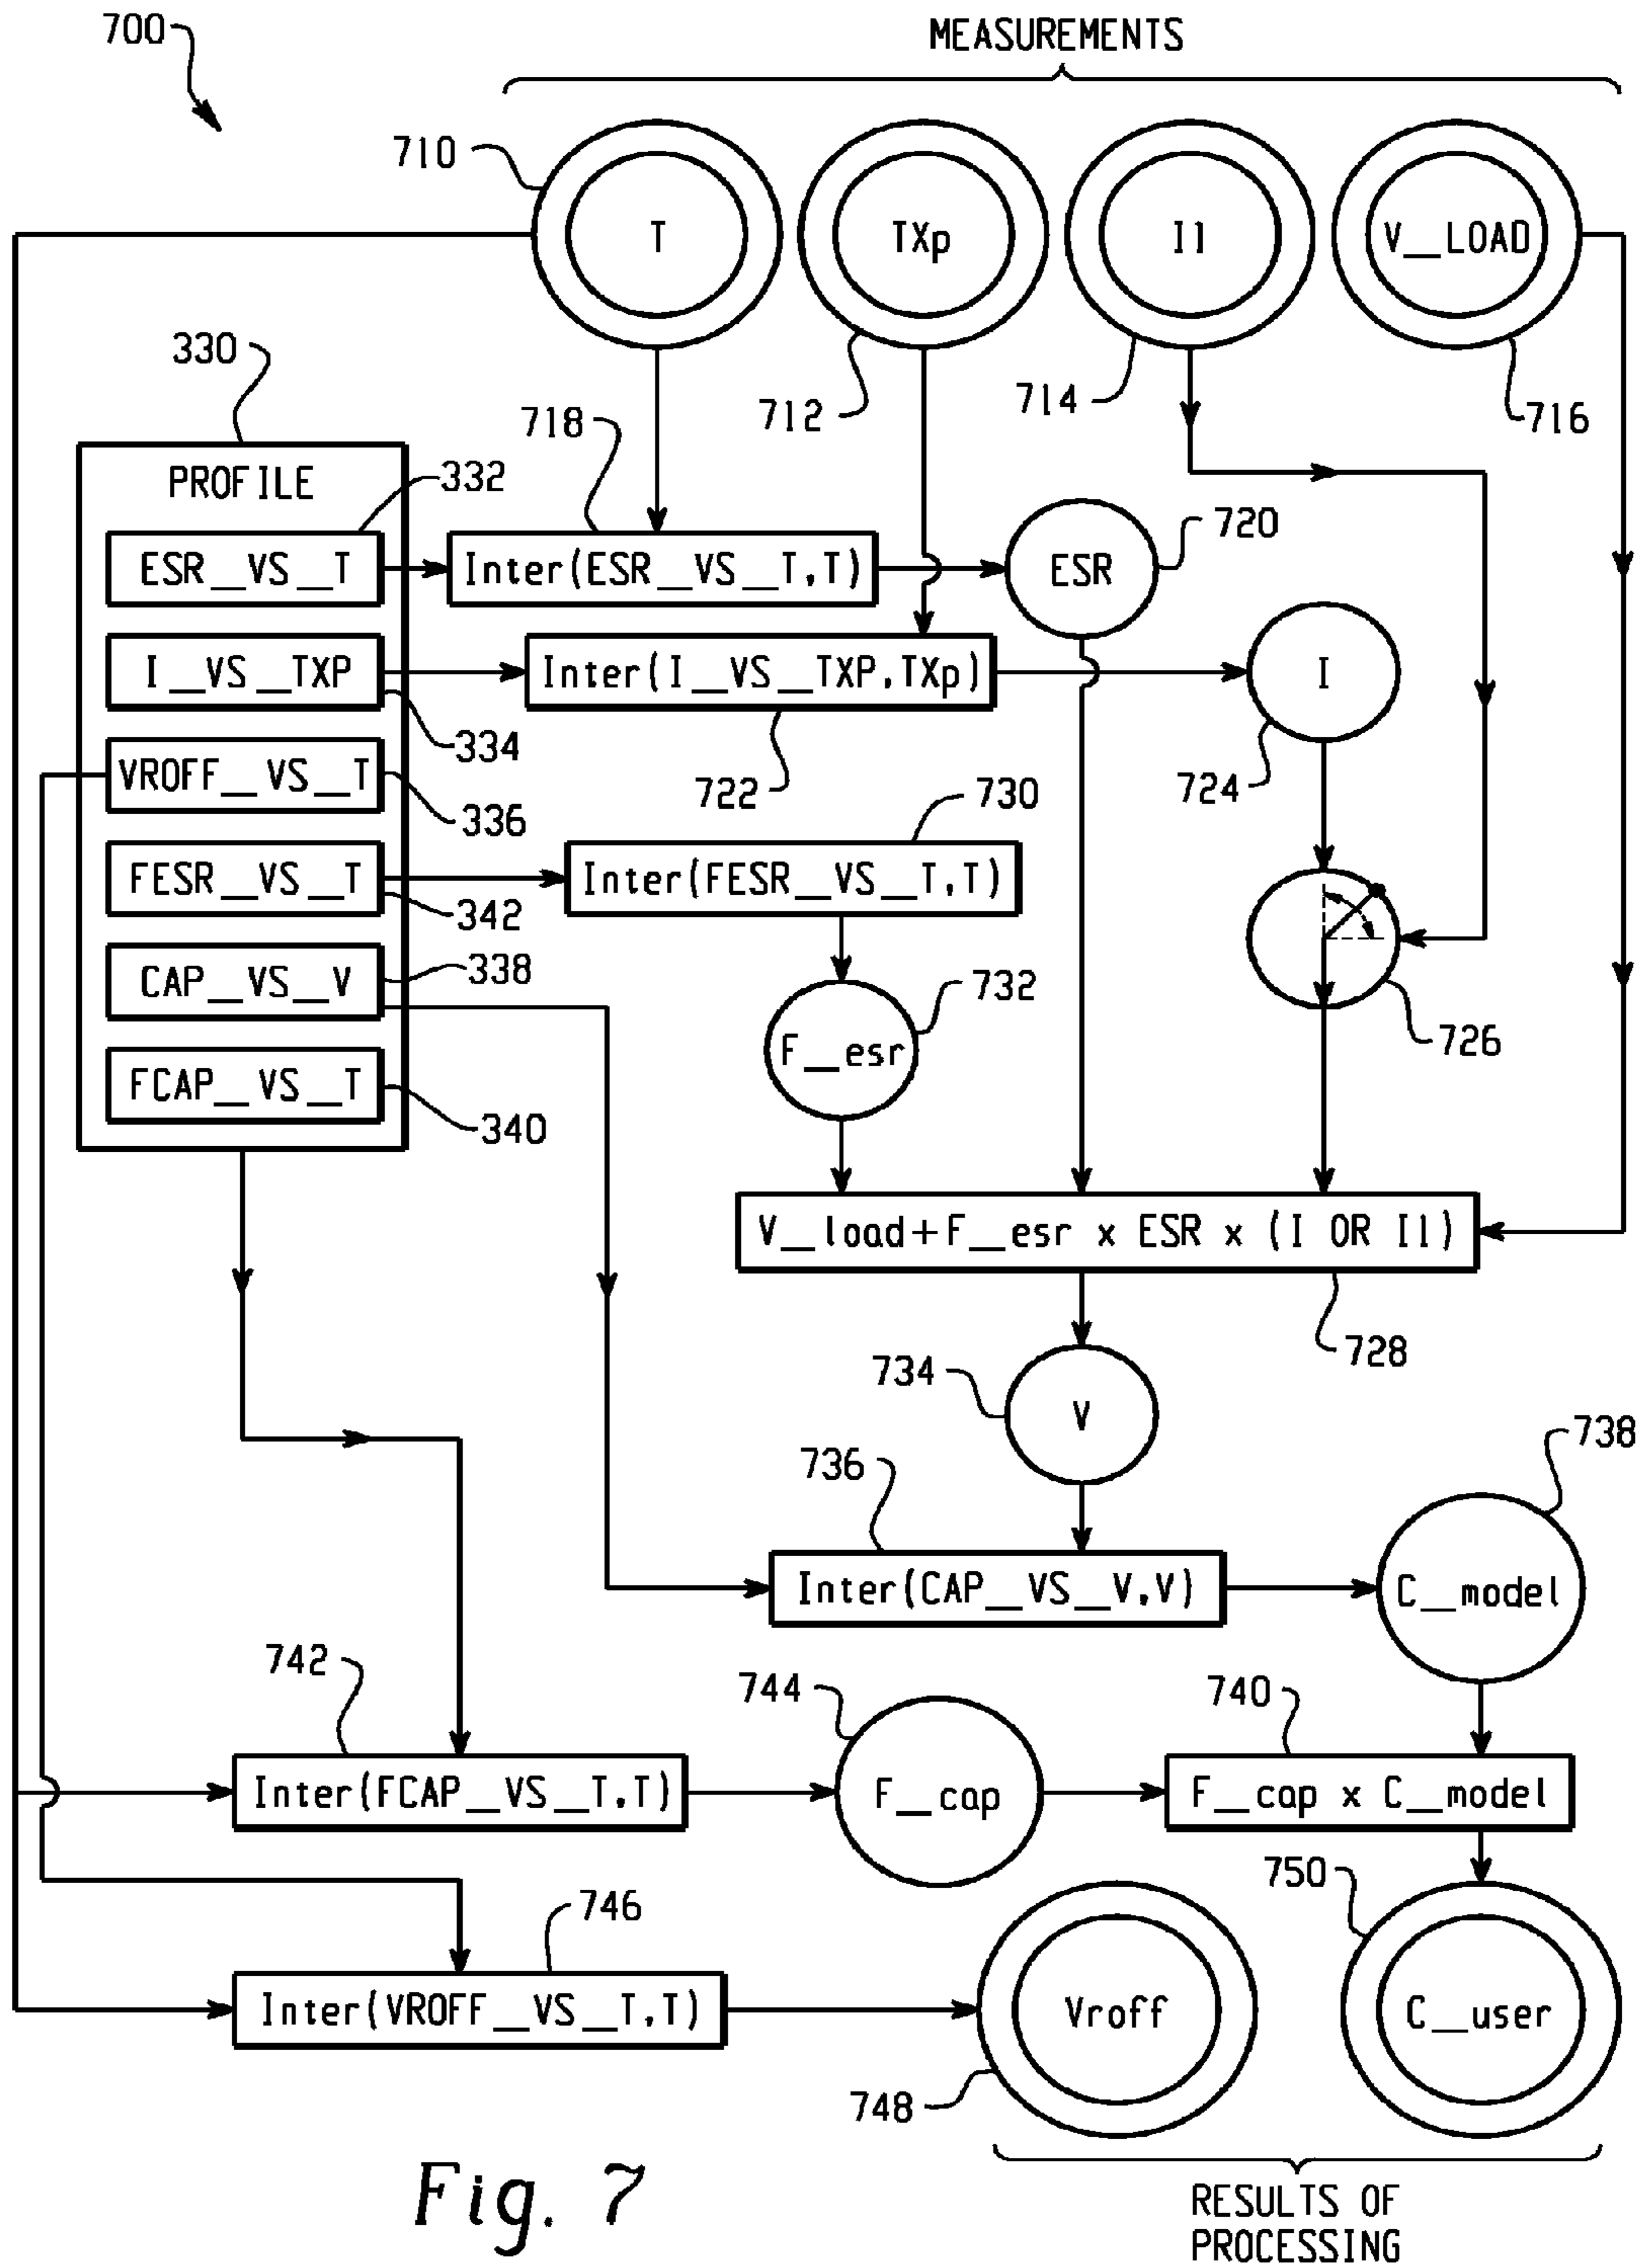 700
MEASUREMENTS
710
T
TXp
I1
V__LOAD
330
718
712
714
716
PROFILE
332
ESR__VS__T
Inter(ESR__VS__T,T)
ESR
720
I__VS__TXP
Inter(I__VS__TXP,TXp)
I
334
722
724
VROFF__VS__T
336
730
FESR__VS__T
Inter(FESR__VS__T,T)
342
CAP__VS__V
338
732
726
F__esr
FCAP__VS__T
340
V__load+F__esr x ESR x (I OR I1)
728
734
V
738
736
Inter(CAP__VS__V,V)
C__model
742
744
740
Inter(FCAP__VS__T,T)
F__cap
F__cap x C__model
750
746
Inter(VROFF__VS__T,T)
Vroff
C__user
748
Fig. 7
RESULTS OF
PROCESSING